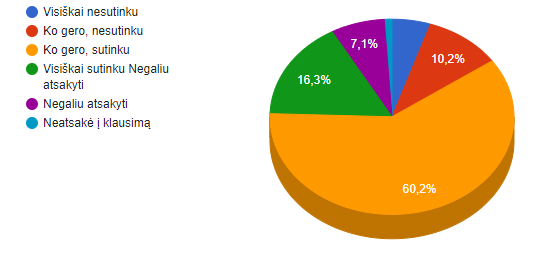 Visiškai nesutinku
Ko gero, nesutinku
Ko gero, sutinku
Visiškai sutinku Negaliu
atsakyti
Negaliu atsakyti
Neatsakė į klausimą
7,1%
10,2%
16,3%
60,2%